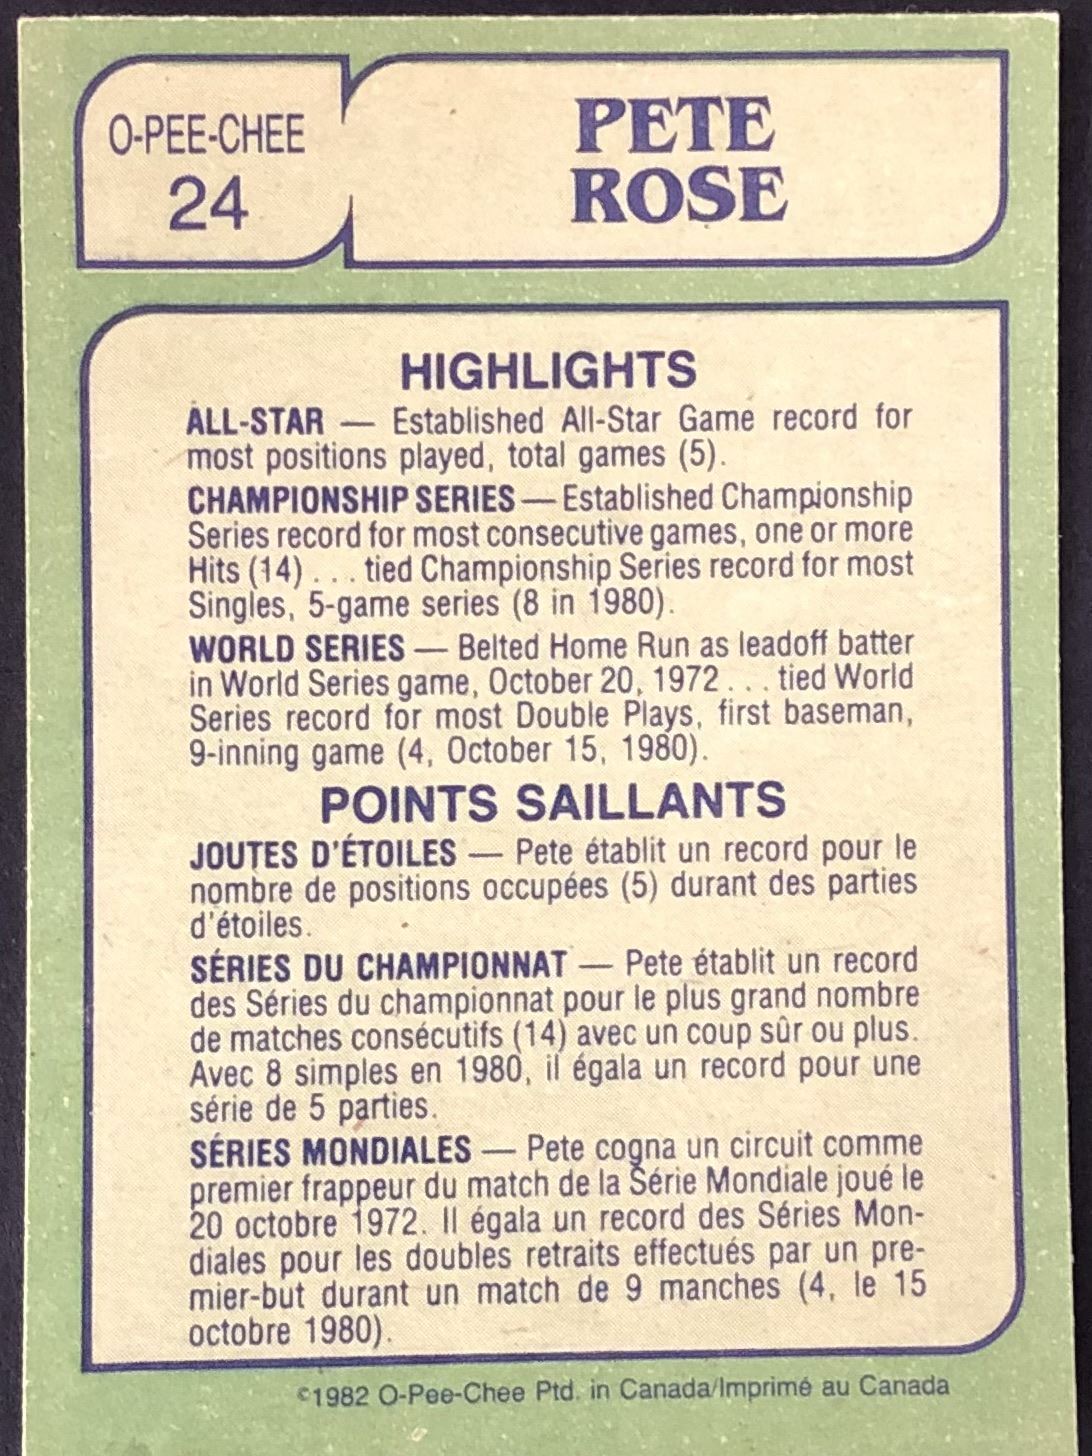 O-PEE-CHEE
24
PETE
ROSE
HIGHLIGHTS
ALL-STAR — Established All-Star Game record for
most positions played, total games (5).
CHAMPIONSHIP SERIES — Established Championship
Series record for most consecutive games, one or more
Hits (14) . . . tied Championship Series record for most
Singles, 5-game series (8 in 1980).
WORLD SERIES — Belted Home Run as leadoff batter
in World Series game, October 20, 1972 . . . tied World
Series record for most Double Plays, first baseman,
9-inning game (4, October 15, 1980).
POINTS SAILLANTS
JOUTES D'ÉTOILES — Pete établit un record pour le
nombre de positions occupées (5) durant des parties
d'étoiles.
SÉRIES DU CHAMPIONNAT — Pete établit un record
des Séries du championnat pour le plus grand nombre
de matches consécutifs (14) avec un coup sûr ou plus.
Avec 8 simples en 1980, il égala un record pour une
série de 5 parties.
SÉRIES MONDIALES — Pete cogna un circuit comme
premier frappeur du match de la Série Mondiale joué le
20 octobre 1972. Il égala un record des Séries Mon-
diales pour les doubles retraits effectués par un pre-
mier-but durant un match de 9 manches (4, le 15
octobre 1980).
©1982 O-Pee-Chee Ptd. in Canada/Imprimé au Canada